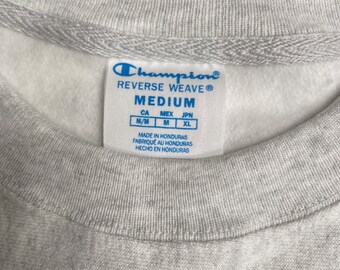 Champion
REVERSE WEAVE®
MEDIUM
CA MEX JPN
M/M M XL
MADE IN HONDURAS
FABRIQUÉ AU HONDURAS
HECHO EN HONDURAS